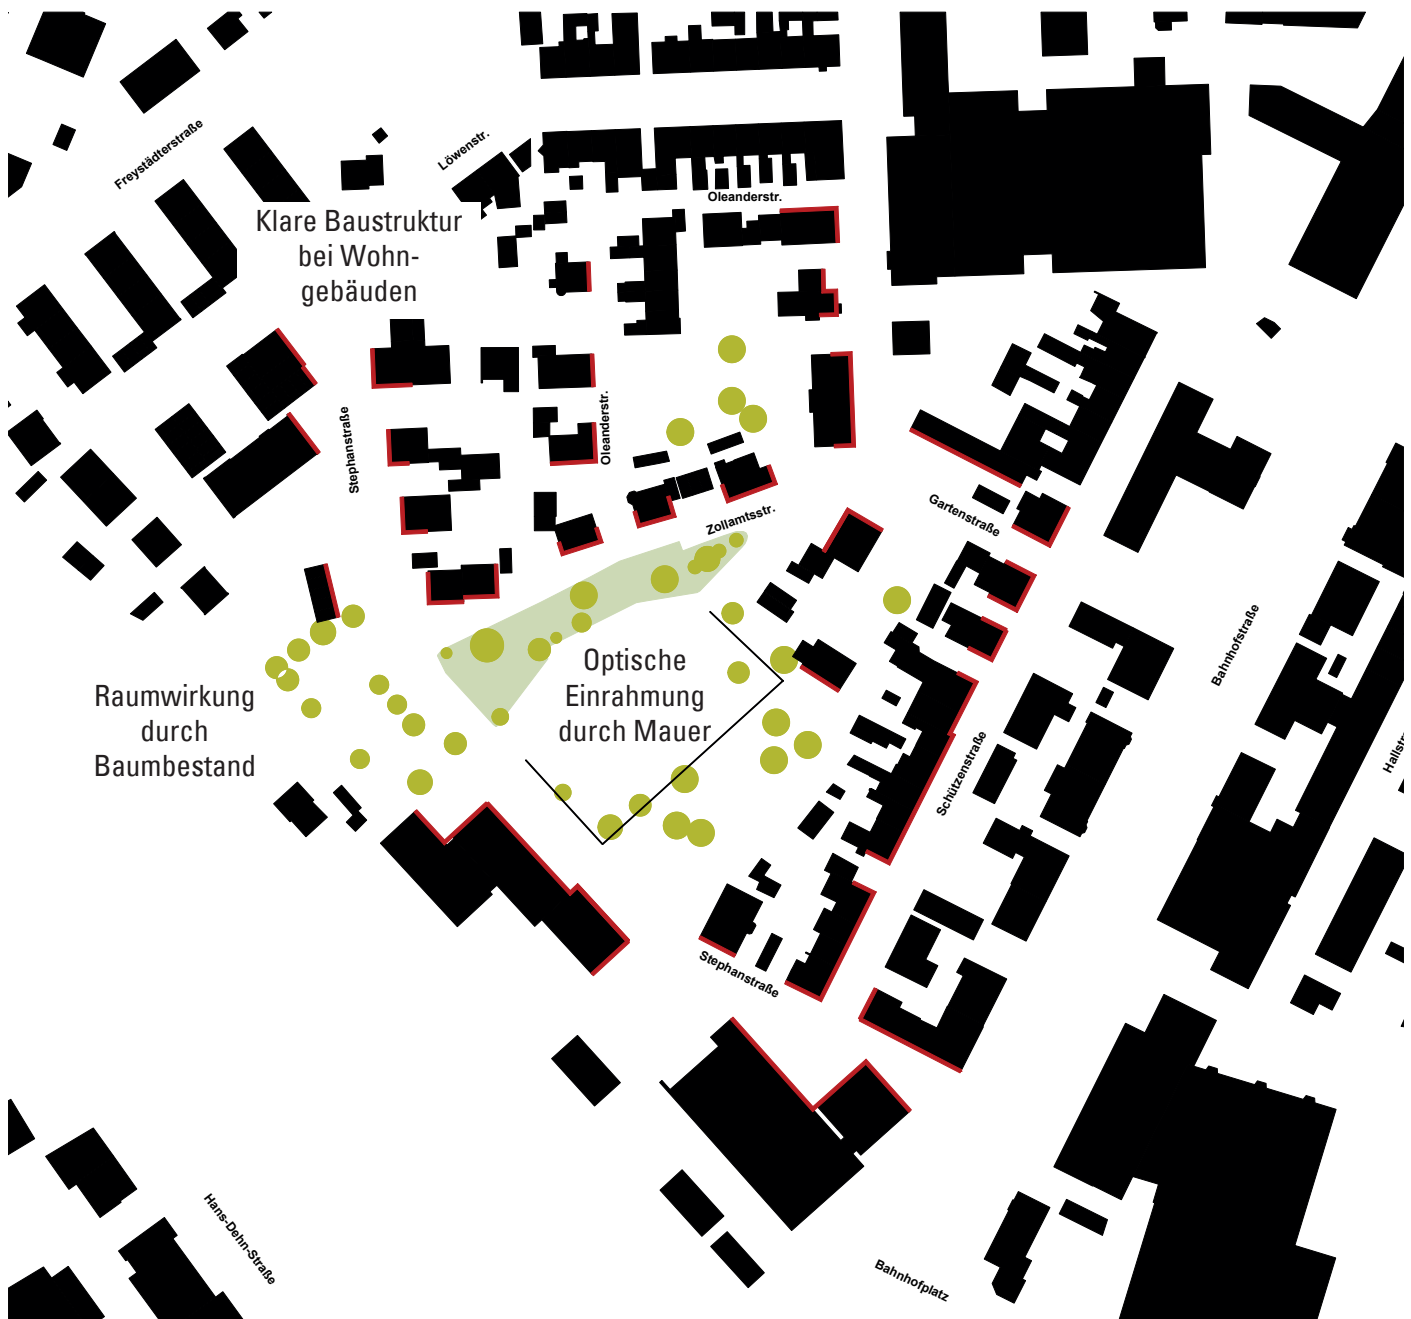 Freystädterstraße
Löwenstr.
Oleanderstr.
Klare Baustruktur
bei Wohn-
gebäuden
Stephanstraße
Oleanderstr.
Zollamtsstr.
Gartenstraße
Bahnhofstraße
Optische
Einrahmung
durch Mauer
Raumwirkung
durch
Baumbestand
Schützenstraße
Stephanstraße
Hans-Dehn-Straße
Bahnhofplatz